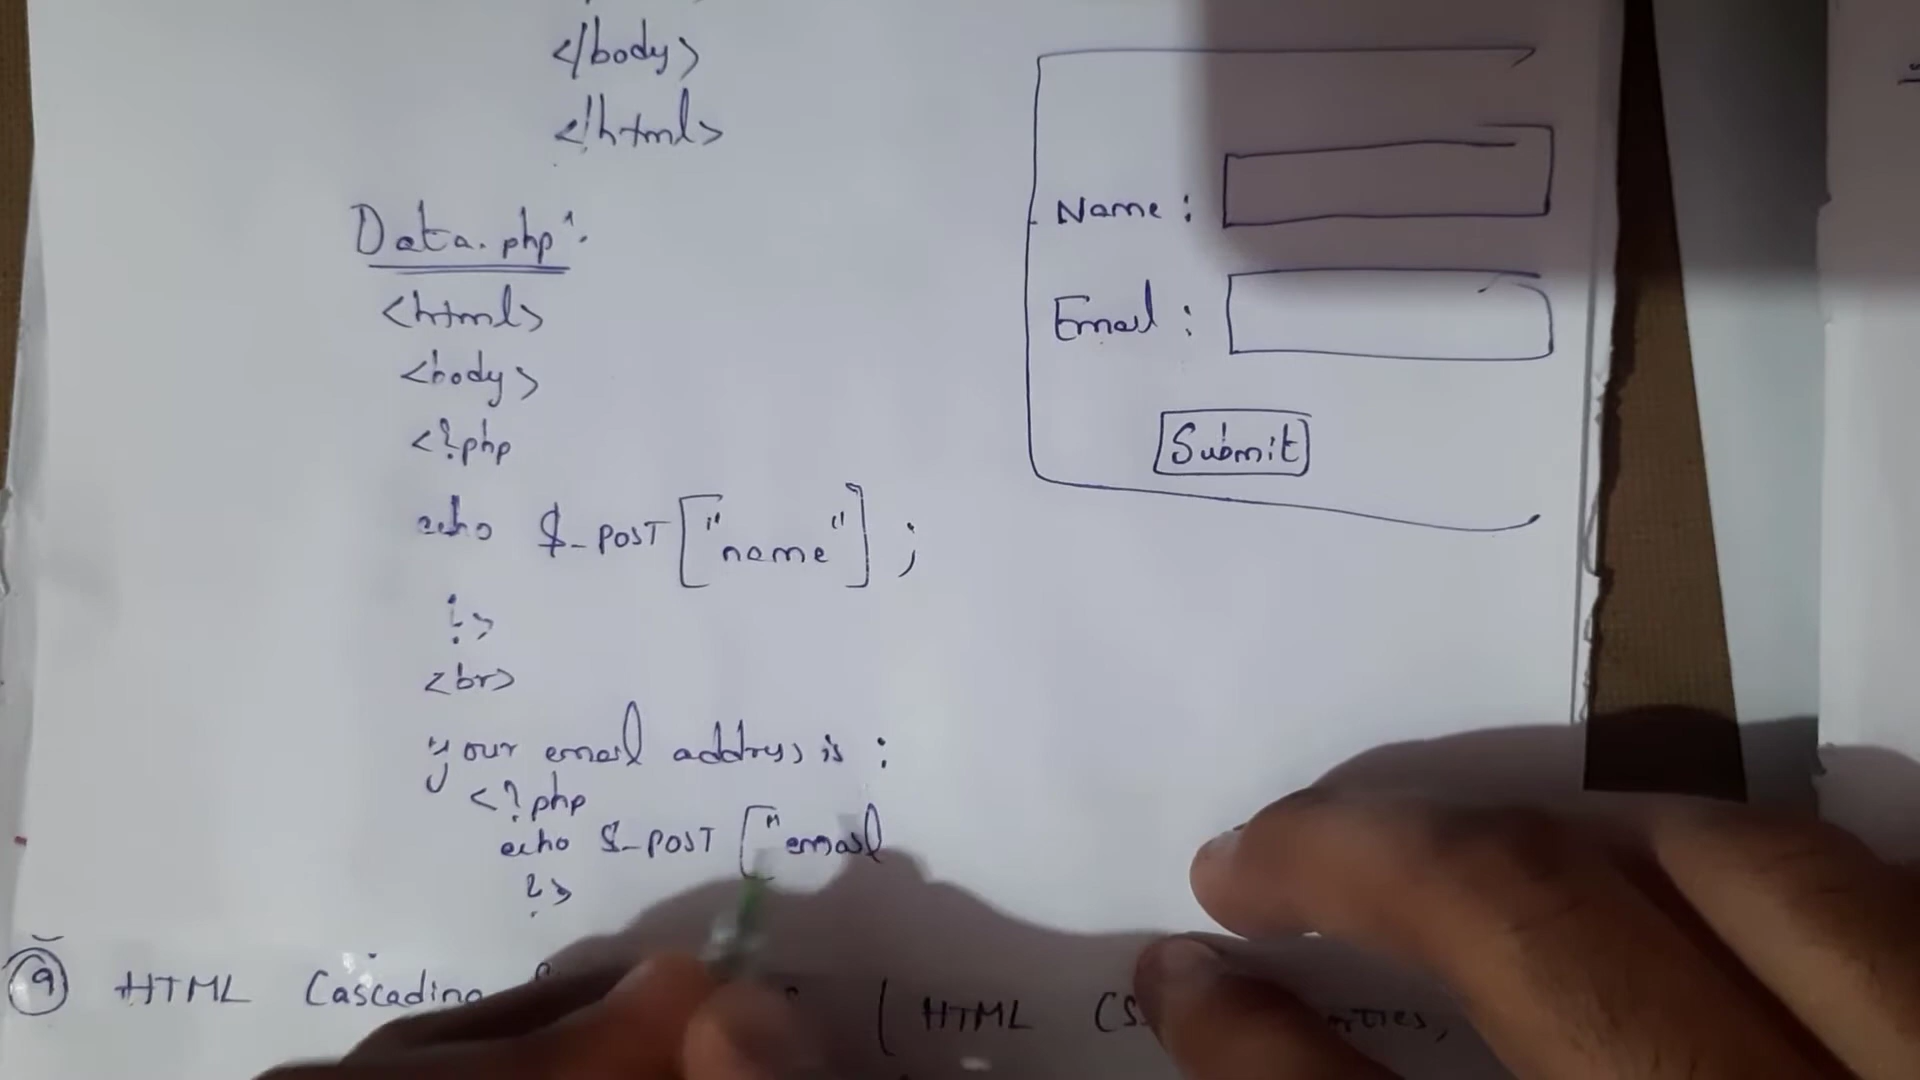 </body>
</html>
Data.php :
<html>
<body>
<?php
echo $_POST ["name"] ;
?>
<br>
your email address is :
<?php
echo $_POST ["email
?>
Name :
Email :
Submit
9 HTML Cascading
( HTML